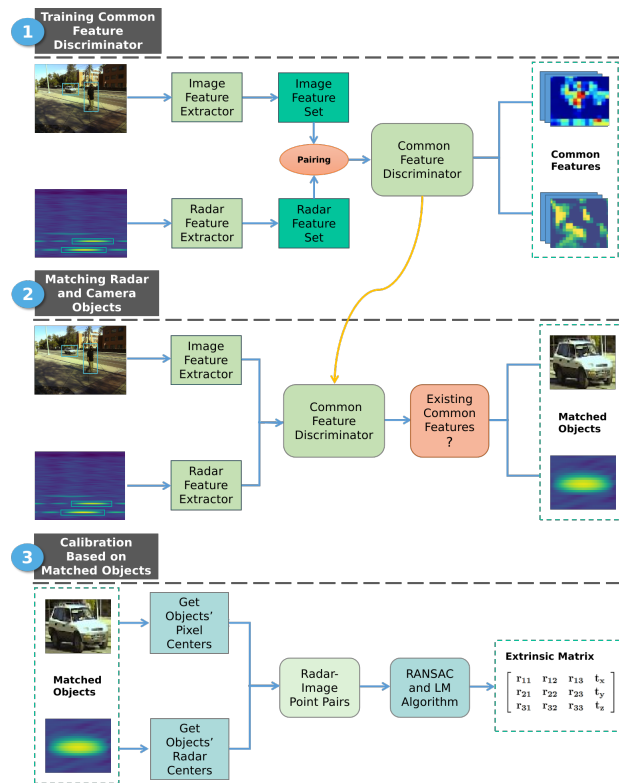 1
Training Common
Feature
Discriminator
Image
Feature
Extractor
Image
Feature
Set
Pairing
Common
Feature
Discriminator
Common
Features
Radar
Feature
Extractor
Radar
Feature
Set
2
Matching Radar
and Camera
Objects
Image
Feature
Extractor
Common
Feature
Discriminator
Existing
Common
Features
?
Matched
Objects
Radar
Feature
Extractor
3
Calibration
Based on
Matched Objects
Matched
Objects
Get
Objects'
Pixel
Centers
Radar-
Image
Point Pairs
RANSAC
and LM
Algorithm
Extrinsic Matrix
r11 r12 r13 tx
r21 r22 r23 ty
r31 r32 r33 tz
Get
Objects'
Radar
Centers